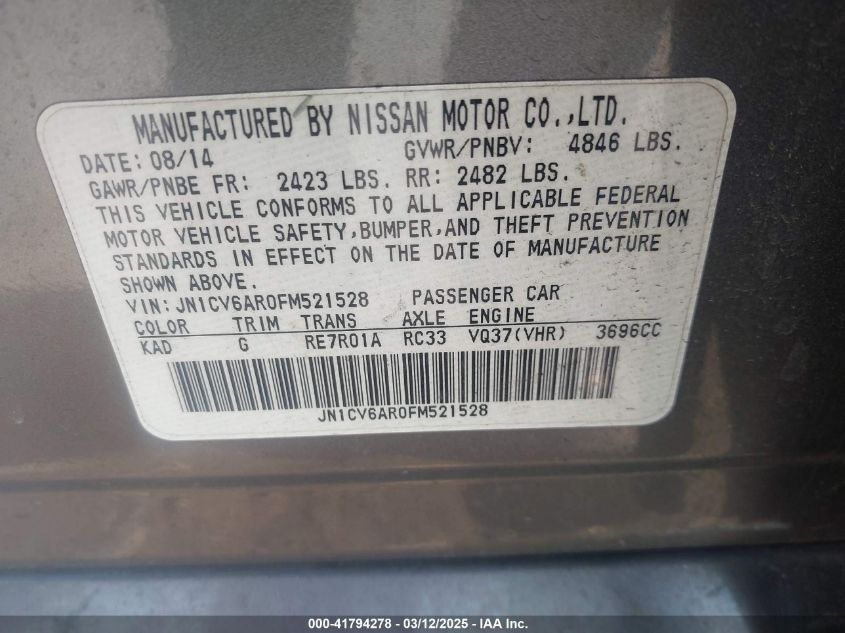 MANUFACTURED BY NISSAN MOTOR CO.,LTD.
DATE: 08/14 GVWR/PNBV: 4846 LBS.
GAWR/PNBE FR: 2423 LBS. RR: 2482 LBS.
THIS VEHICLE CONFORMS TO ALL APPLICABLE FEDERAL
MOTOR VEHICLE SAFETY,BUMPER,AND THEFT PREVENTION
STANDARDS IN EFFECT ON THE DATE OF MANUFACTURE
SHOWN ABOVE.
VIN: JN1CV6AR0FM521528 PASSENGER CAR
COLOR TRIM TRANS AXLE ENGINE
KAD G RE7R01A RC33 VQ37(VHR) 3696CC
JN1CV6AR0FM521528
000-41794278 - 03/12/2025 - IAA Inc.